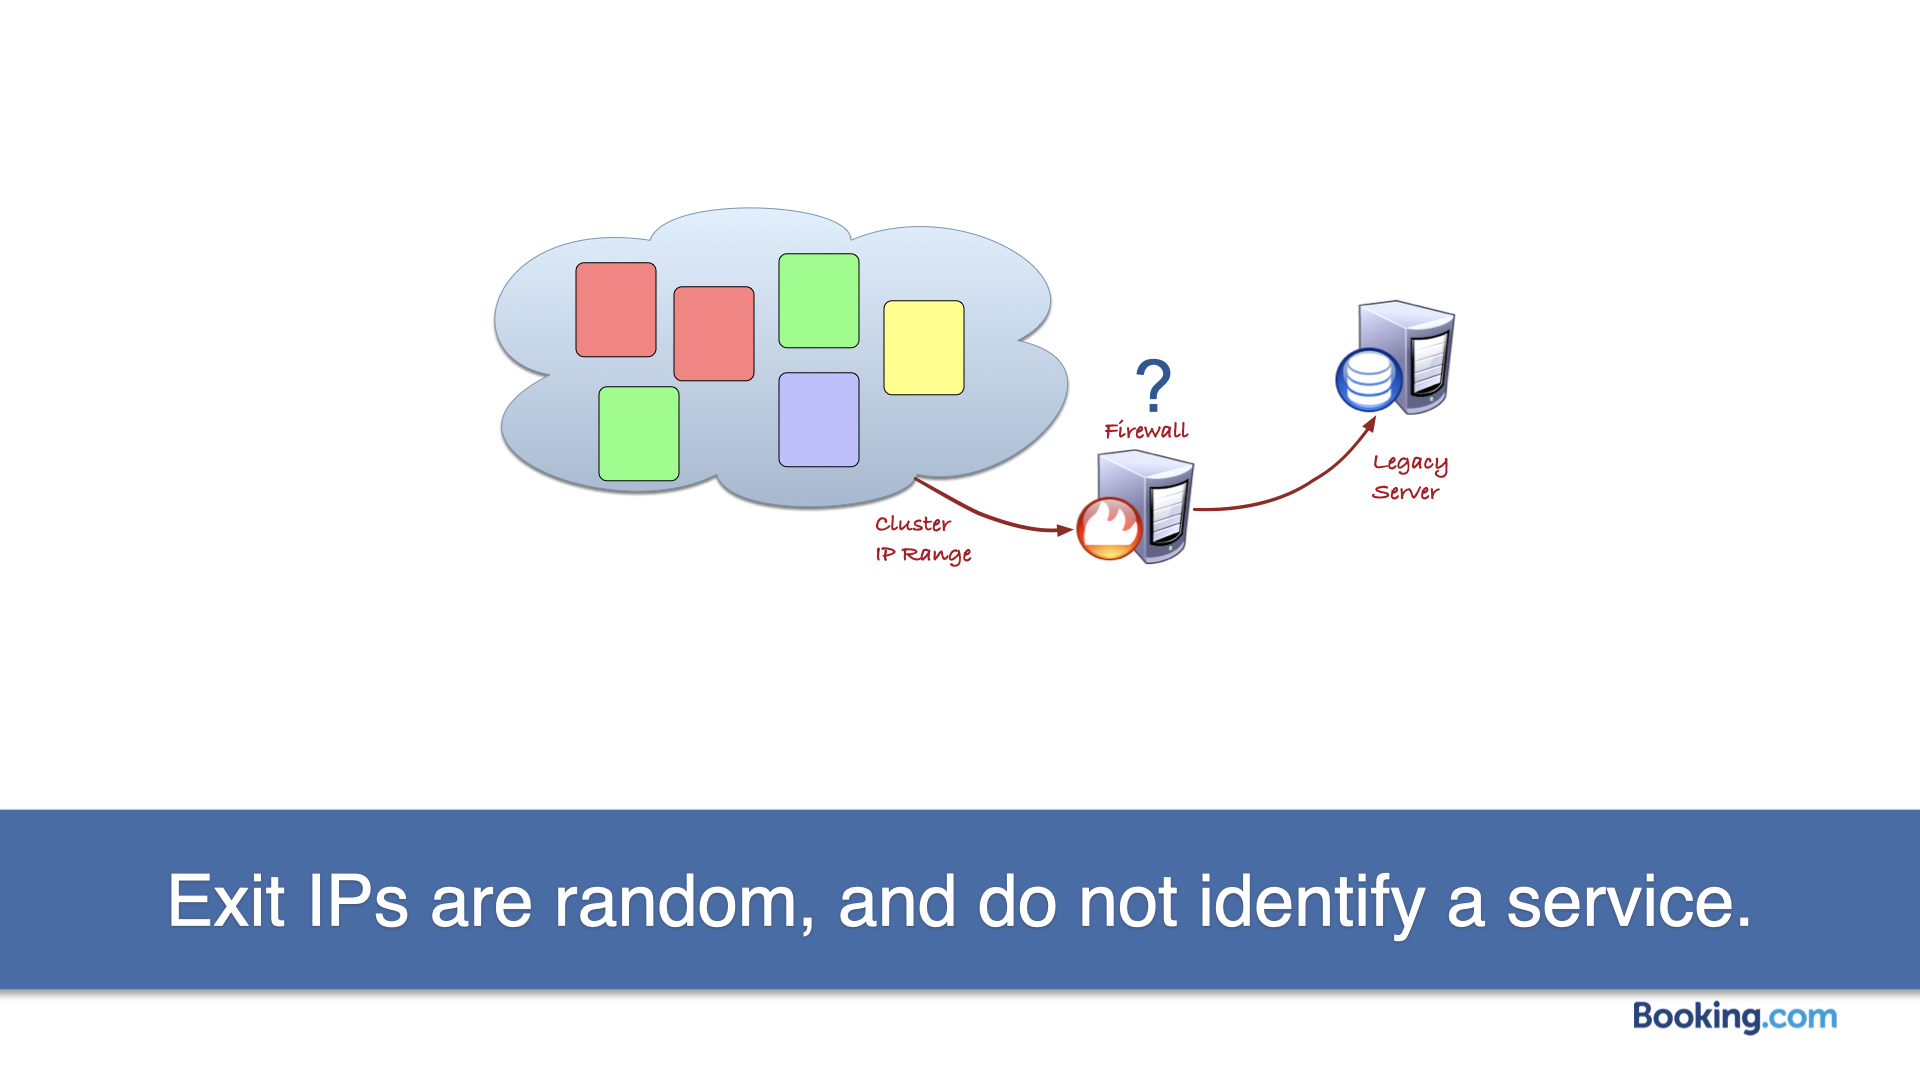 ?
Firewall
Legacy
Server
Cluster
IP Range
Exit IPs are random, and do not identify a service.
Booking.com